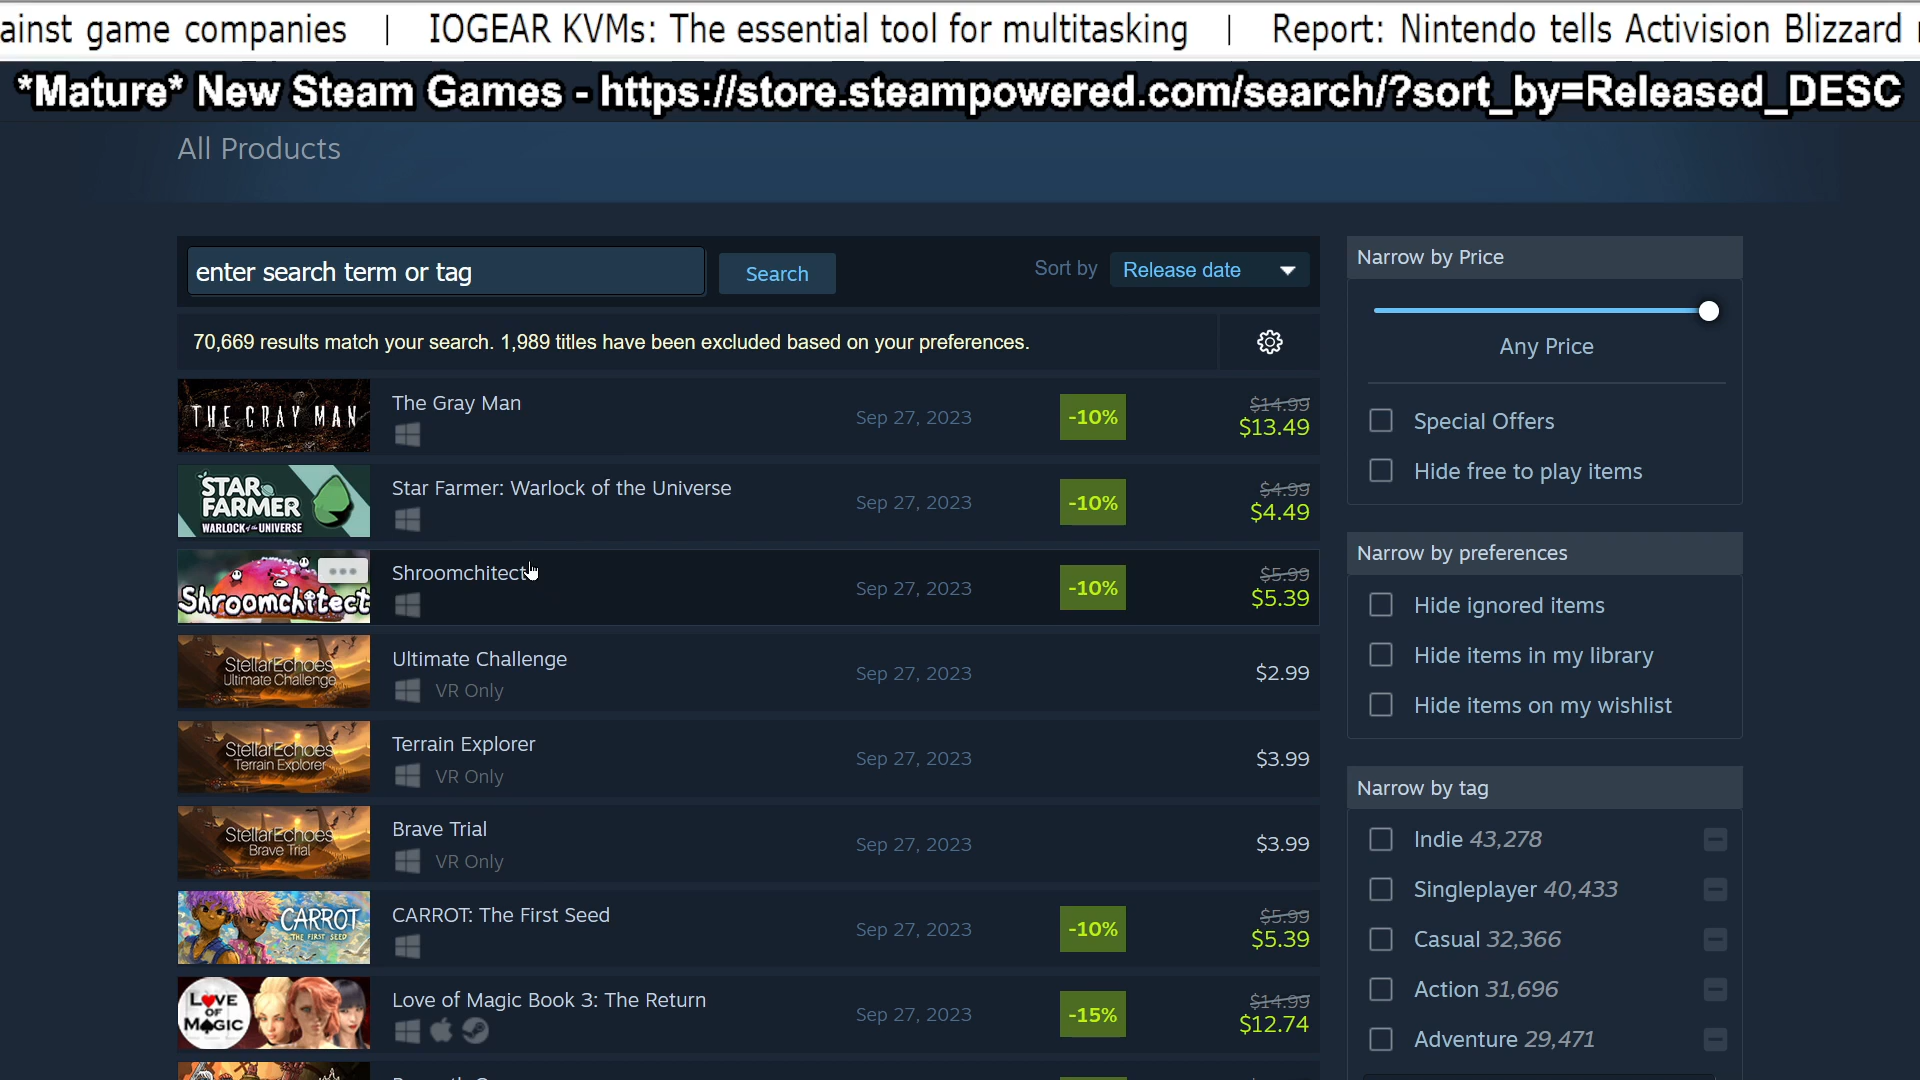 ainst game companies | IOGEAR KVMs: The essential tool for multitasking | Report: Nintendo tells Activision Blizzard
*Mature* New Steam Games - https://store.steampowered.com/search/?sort_by=Released_DESC
All Products
enter search term or tag
Search
Sort by Release date
70,669 results match your search. 1,989 titles have been excluded based on your preferences.
THE GRAY MAN
The Gray Man
Sep 27, 2023
-10%
$14.99
$13.49
STAR FARMER
WARLOCK of the UNIVERSE
Star Farmer: Warlock of the Universe
Sep 27, 2023
-10%
$4.99
$4.49
Shroomchitect
Shroomchitect
Sep 27, 2023
-10%
$5.99
$5.39
StellarEchoes
Ultimate Challenge
Ultimate Challenge
VR Only
Sep 27, 2023
$2.99
StellarEchoes
Terrain Explorer
Terrain Explorer
VR Only
Sep 27, 2023
$3.99
StellarEchoes
Brave Trial
Brave Trial
VR Only
Sep 27, 2023
$3.99
CARROT
THE FIRST SEED
CARROT: The First Seed
Sep 27, 2023
-10%
$5.99
$5.39
LOVE
OF
MAGIC
Love of Magic Book 3: The Return
Sep 27, 2023
-15%
$14.99
$12.74
Narrow by Price
Any Price
Special Offers
Hide free to play items
Narrow by preferences
Hide ignored items
Hide items in my library
Hide items on my wishlist
Narrow by tag
Indie 43,278
Singleplayer 40,433
Casual 32,366
Action 31,696
Adventure 29,471